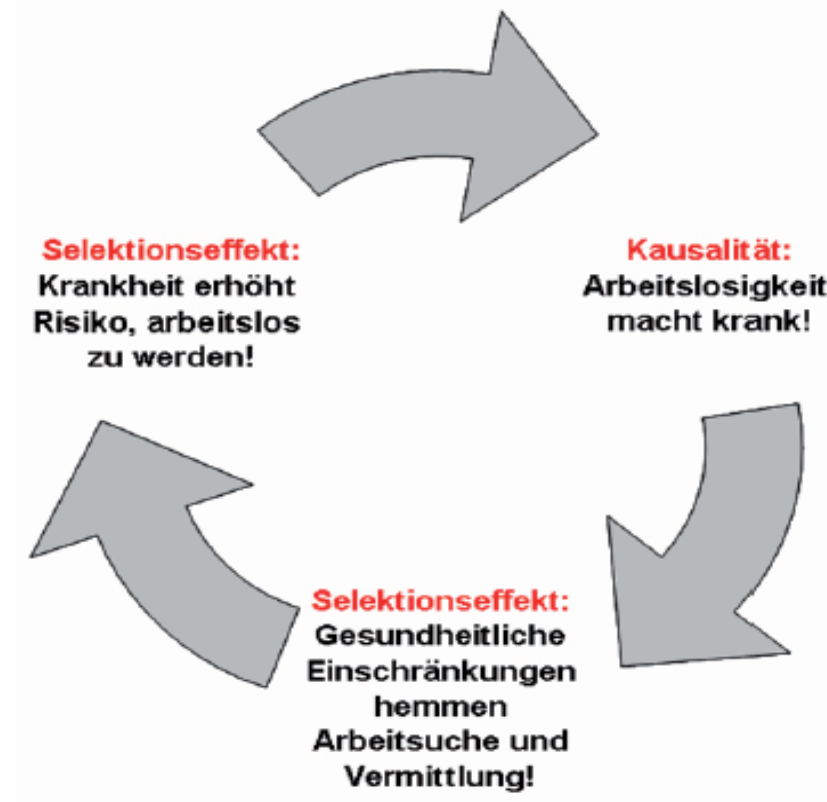 Selektionseffekt:
Krankheit erhöht
Risiko, arbeitslos
zu werden!
Kausalität:
Arbeitslosigkeit
macht krank!
Selektionseffekt:
Gesundheitliche
Einschränkungen
hemmen
Arbeitsuche und
Vermittlung!